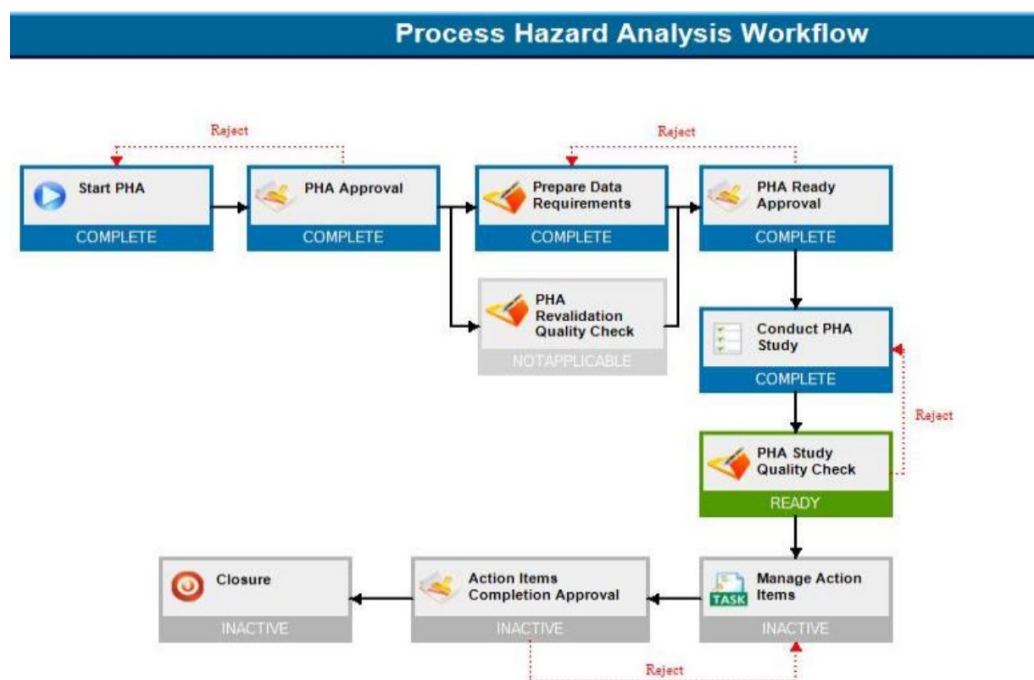 Process Hazard Analysis Workflow
Reject
Reject
Start PHA
COMPLETE
PHA Approval
COMPLETE
Prepare Data
Requirements
COMPLETE
PHA Ready
Approval
COMPLETE
PHA
Revalidation
Quality Check
NOTAPPLICABLE
Conduct PHA
Study
COMPLETE
Reject
PHA Study
Quality Check
READY
Closure
INACTIVE
Action Items
Completion Approval
INACTIVE
TASK
Manage Action
Items
INACTIVE
Reject